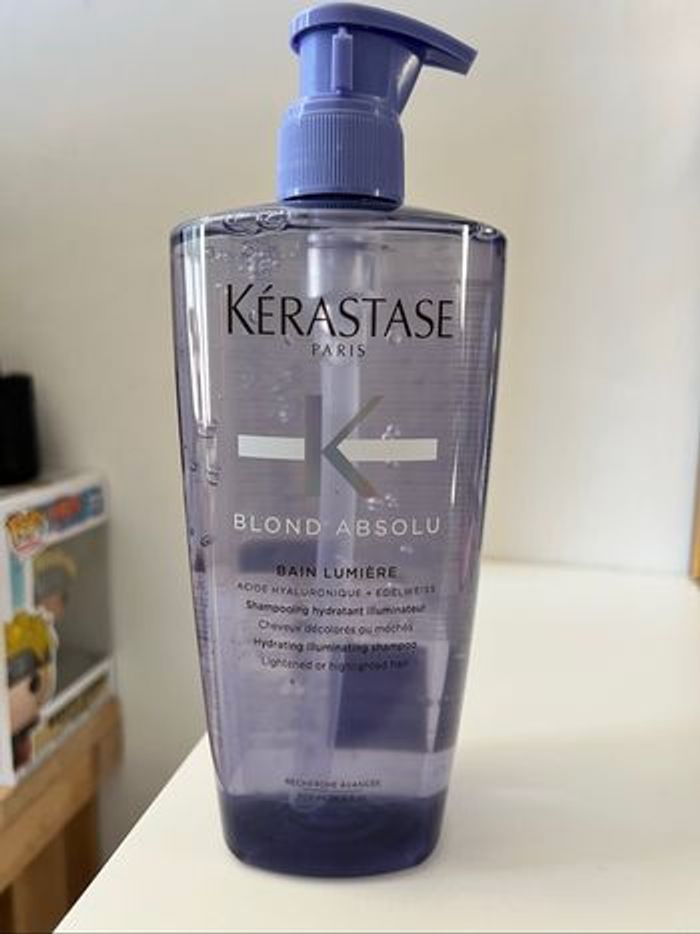 KÉRASTASE
PARIS
K
BLOND ABSOLU
BAIN LUMIÈRE
ACIDE HYALURONIQUE + EDELWEISS
Shampooing hydratant illuminateur
Cheveux décolorés ou méchés
Hydrating illuminating shampoo
Lightened or highlighted hair
RECHERCHE AVANCÉE
POP!